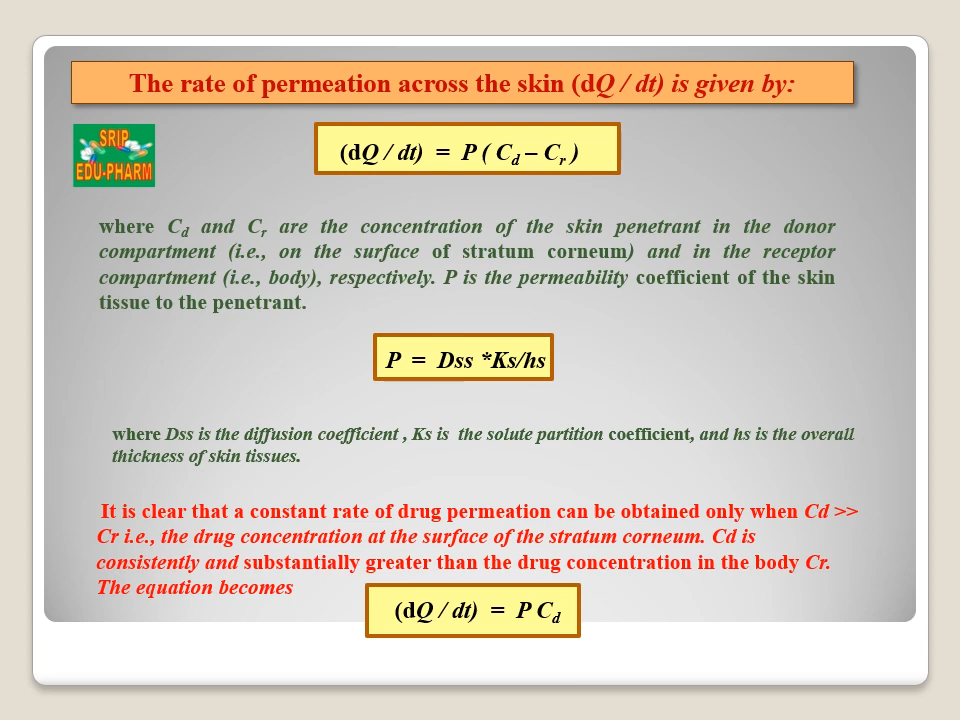 The rate of permeation across the skin (dQ / dt) is given by:
SRIP
EDU-PHARM
(dQ / dt) = P ( Cd – Cr )
where Cd and Cr are the concentration of the skin penetrant in the donor
compartment (i.e., on the surface of stratum corneum) and in the receptor
compartment (i.e., body), respectively. P is the permeability coefficient of the skin
tissue to the penetrant.
P = Dss *Ks/hs
where Dss is the diffusion coefficient , Ks is the solute partition coefficient, and hs is the overall
thickness of skin tissues.
It is clear that a constant rate of drug permeation can be obtained only when Cd >>
Cr i.e., the drug concentration at the surface of the stratum corneum. Cd is
consistently and substantially greater than the drug concentration in the body Cr.
The equation becomes
(dQ / dt) = P Cd